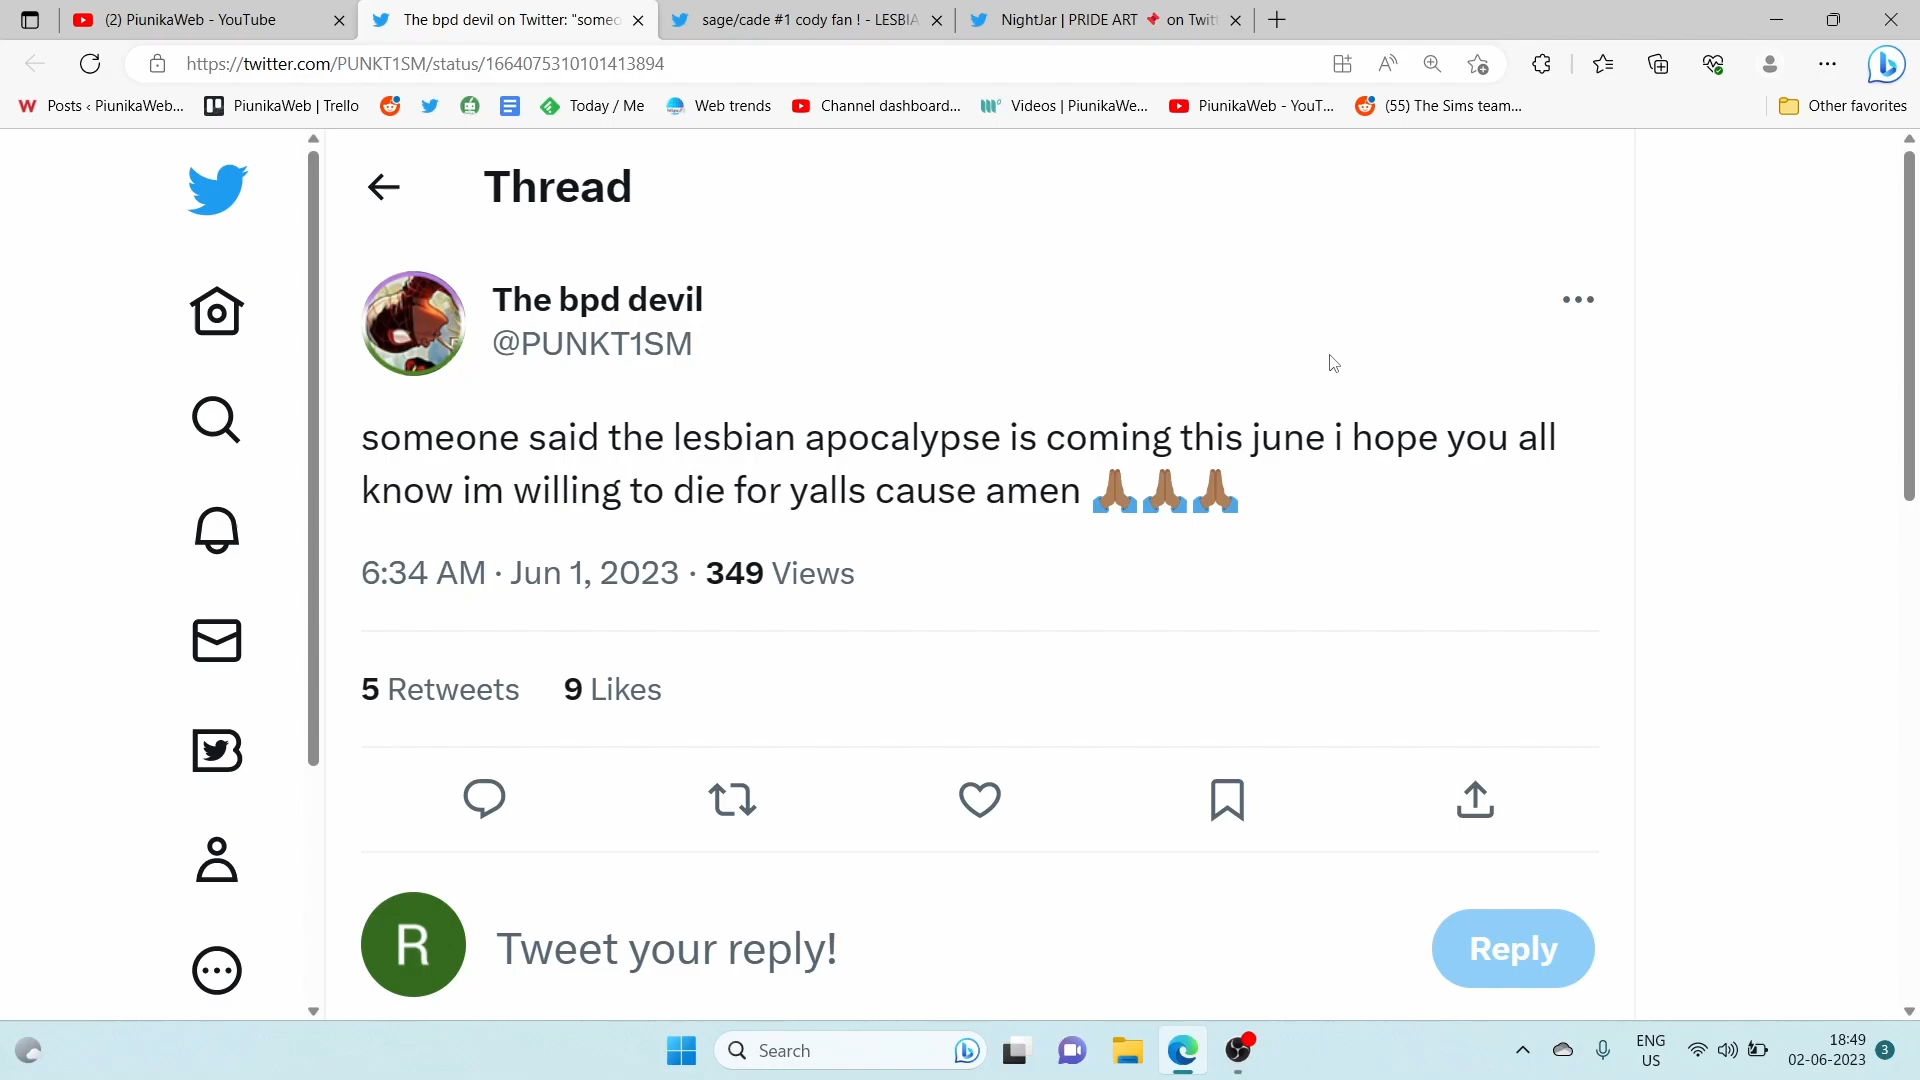 (2) PiunikaWeb - YouTube
The bpd devil on Twitter: "someo
sage/cade #1 cody fan ! - LESBIA
NightJar | PRIDE ART 📌 on Twit
https://twitter.com/PUNKT1SM/status/1664075310101413894
Posts ‹ PiunikaWeb...
PiunikaWeb | Trello
Today / Me
Web trends
Channel dashboard...
Videos | PiunikaWe...
PiunikaWeb - YouT...
(55) The Sims team...
Other favorites
Thread
The bpd devil
@PUNKT1SM
someone said the lesbian apocalypse is coming this june i hope you all
know im willing to die for yalls cause amen 🙏🏾🙏🏾🙏🏾
6:34 AM · Jun 1, 2023 · 349 Views
5 Retweets 9 Likes
R
Tweet your reply!
Reply
Search
ENG
US
18:49
02-06-2023
3